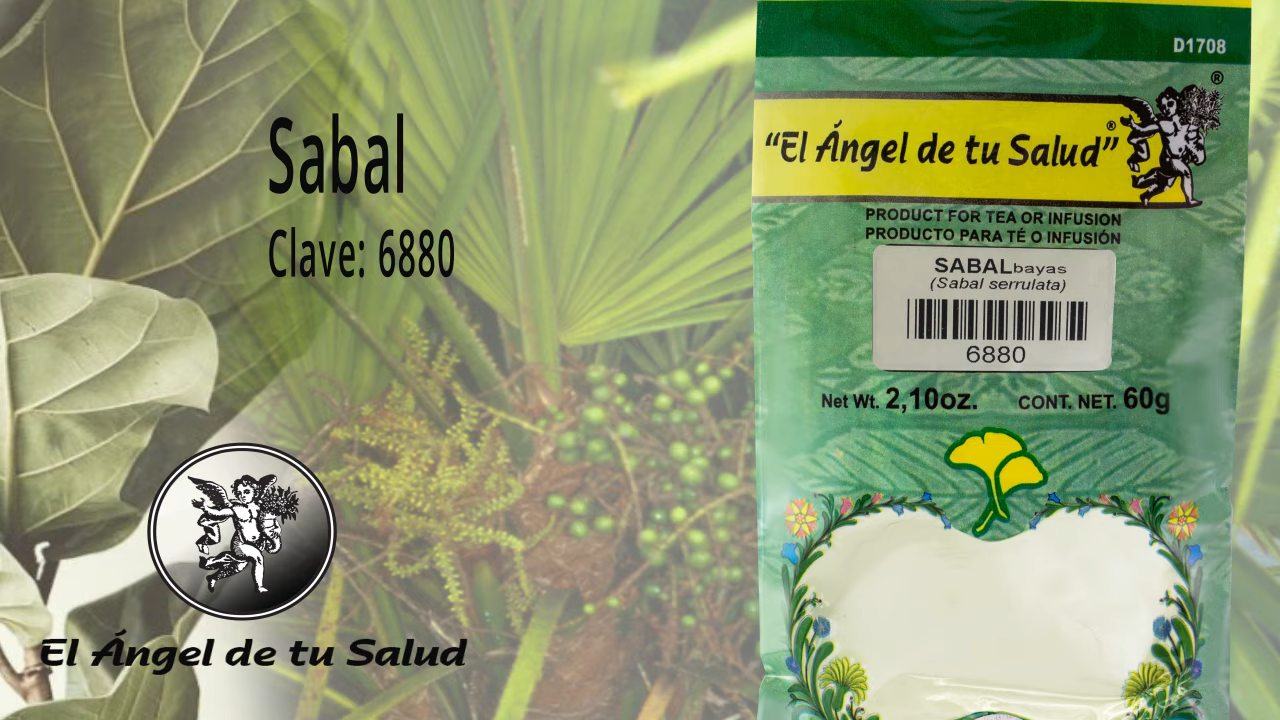 Sabal
Clave: 6880
El Ángel de tu Salud
D1708
®
“El Ángel de tu Salud”®
PRODUCT FOR TEA OR INFUSION
PRODUCTO PARA TÉ O INFUSIÓN
SABALbayas
(Sabal serrulata)
6880
Net Wt. 2,10oz. CONT. NET. 60g